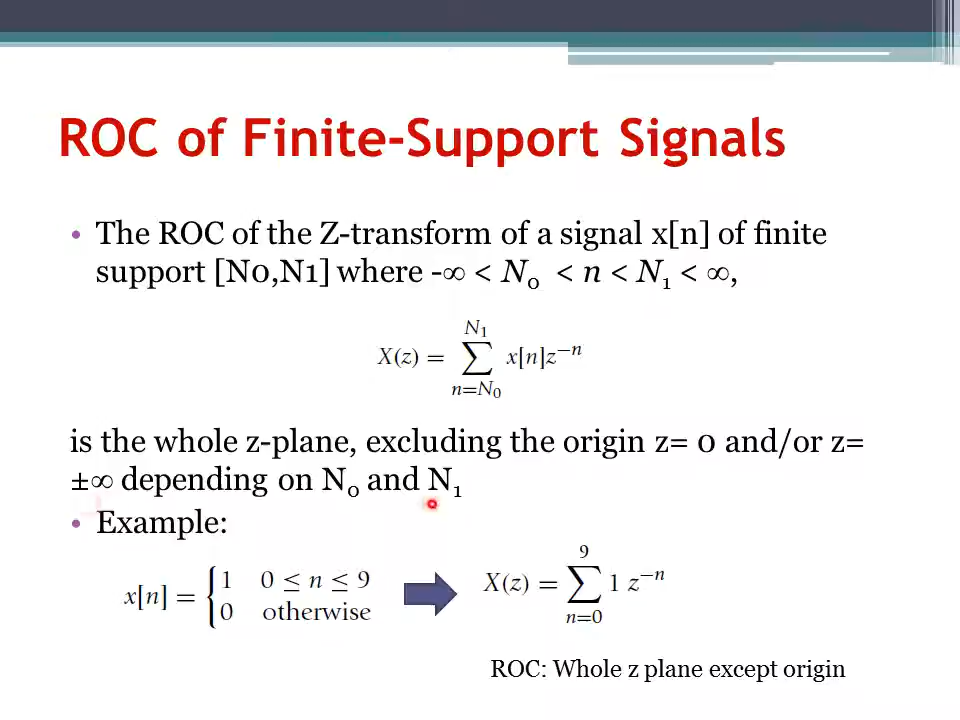 ROC of Finite-Support Signals
• The ROC of the Z-transform of a signal x[n] of finite
support [N0,N1] where -∞ < N₀ < n < N₁ < ∞,
X(z) = ∑_{n=N₀}^{N₁} x[n]z⁻ⁿ
is the whole z-plane, excluding the origin z= 0 and/or z=
±∞ depending on N₀ and N₁
• Example:
x[n] = { 1 0 ≤ n ≤ 9
0 otherwise
X(z) = ∑_{n=0}^{9} 1 z⁻ⁿ
ROC: Whole z plane except origin